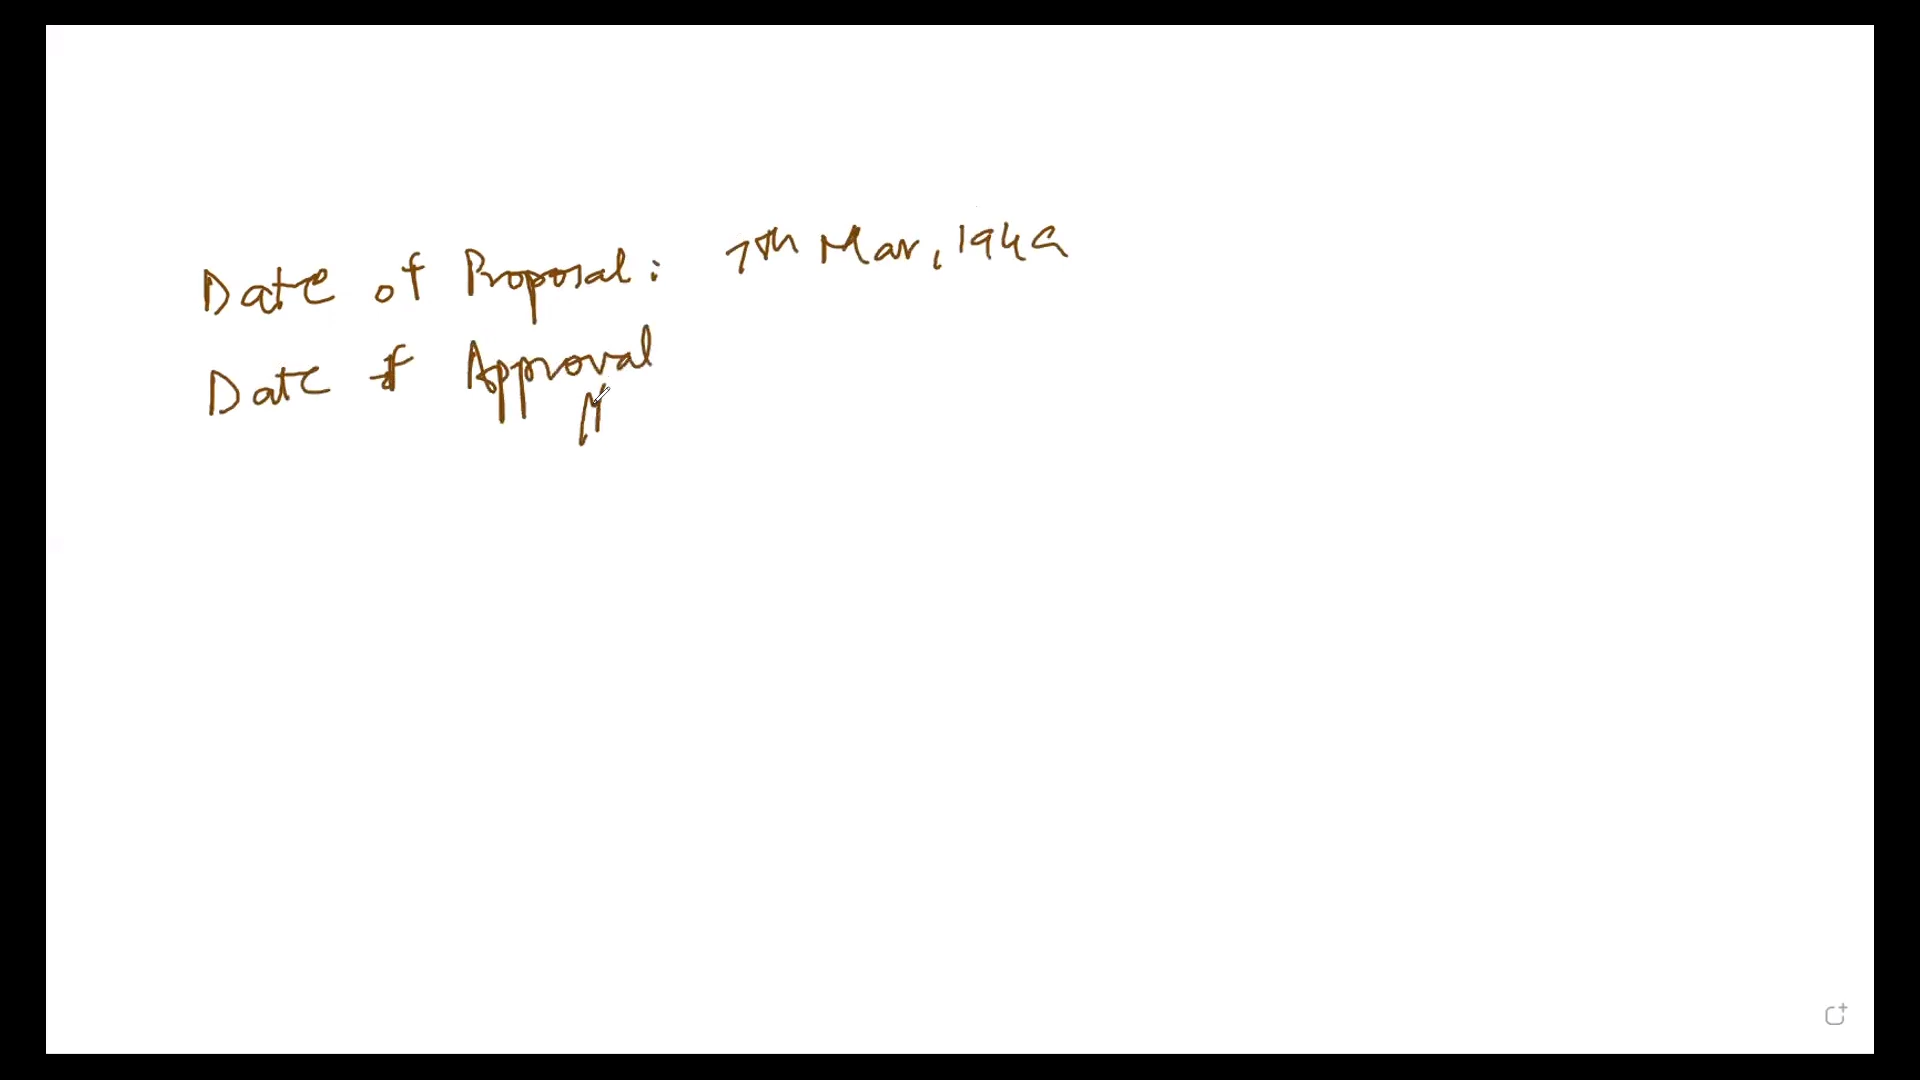 Date of Proposal: 7th Mar, 1949
Date of Approval